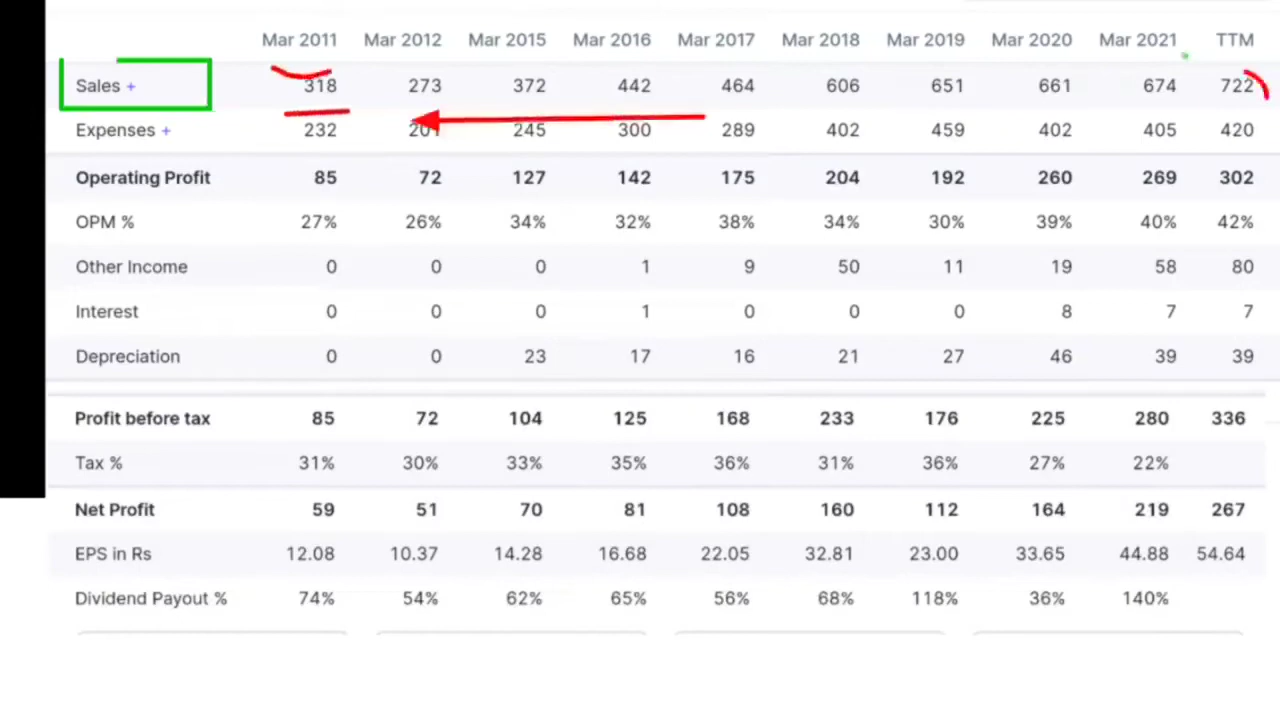 Mar 2011 Mar 2012 Mar 2015 Mar 2016 Mar 2017 Mar 2018 Mar 2019 Mar 2020 Mar 2021 TTM
Sales + 318 273 372 442 464 606 651 661 674 722
Expenses + 232 201 245 300 289 402 459 402 405 420
Operating Profit 85 72 127 142 175 204 192 260 269 302
OPM % 27% 26% 34% 32% 38% 34% 30% 39% 40% 42%
Other Income 0 0 0 1 9 50 11 19 58 80
Interest 0 0 0 1 0 0 0 8 7 7
Depreciation 0 0 23 17 16 21 27 46 39 39
Profit before tax 85 72 104 125 168 233 176 225 280 336
Tax % 31% 30% 33% 35% 36% 31% 36% 27% 22%
Net Profit 59 51 70 81 108 160 112 164 219 267
EPS in Rs 12.08 10.37 14.28 16.68 22.05 32.81 23.00 33.65 44.88 54.64
Dividend Payout % 74% 54% 62% 65% 56% 68% 118% 36% 140%